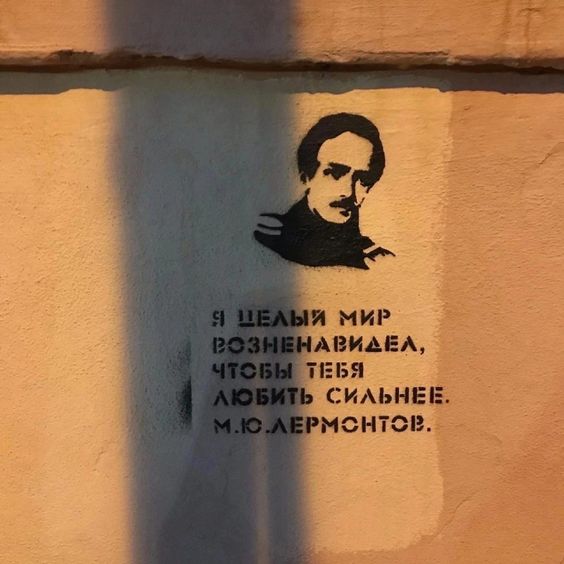 Я ЦЕЛЫЙ МИР
ВОЗНЕНАВИДЕЛ,
ЧТОБЫ ТЕБЯ
ЛЮБИТЬ СИЛЬНЕЕ.
М.Ю.ЛЕРМОНТОВ.